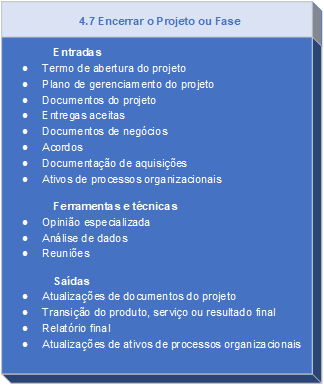 4.7 Encerrar o Projeto ou Fase
Entradas
● Termo de abertura do projeto
● Plano de gerenciamento do projeto
● Documentos do projeto
● Entregas aceitas
● Documentos de negócios
● Acordos
● Documentação de aquisições
● Ativos de processos organizacionais
Ferramentas e técnicas
● Opinião especializada
● Análise de dados
● Reuniões
Saídas
● Atualizações de documentos do projeto
● Transição do produto, serviço ou resultado final
● Relatório final
● Atualizações de ativos de processos organizacionais